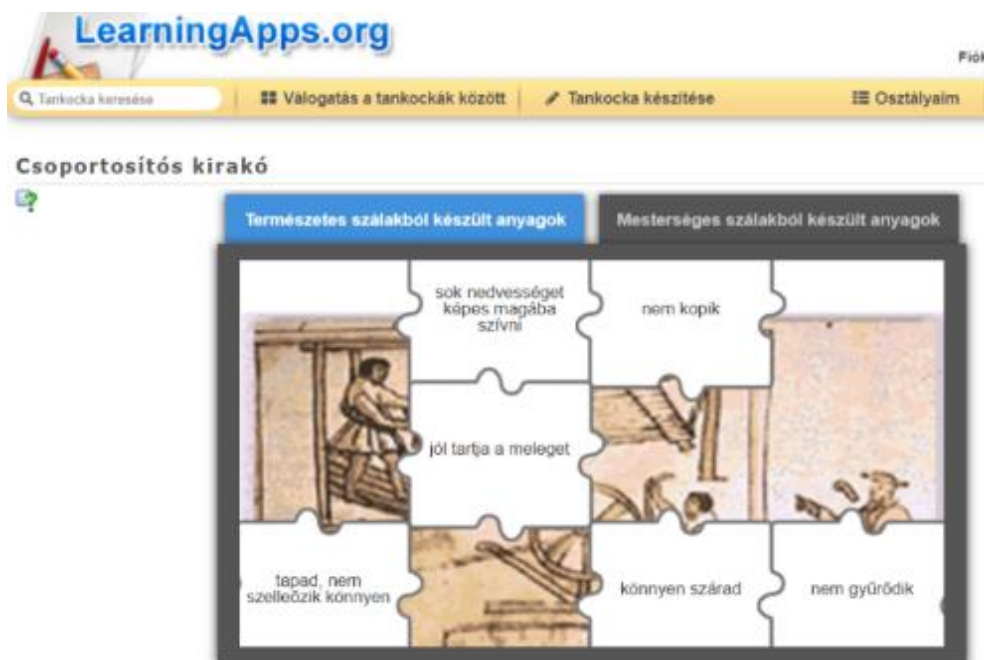 LearningApps.org
Fiók
Tankocka keresése
Válogatás a tankockák között
Tankocka készítése
Osztályaim
Csoportosítós kirakó
Természetes szálakból készült anyagok
Mesterséges szálakból készült anyagok
sok nedvességet
képes magába
szívni
nem kopik
jól tartja a meleget
tapad, nem
szelleõzik könnyen
könnyen szárad
nem gyűrődik